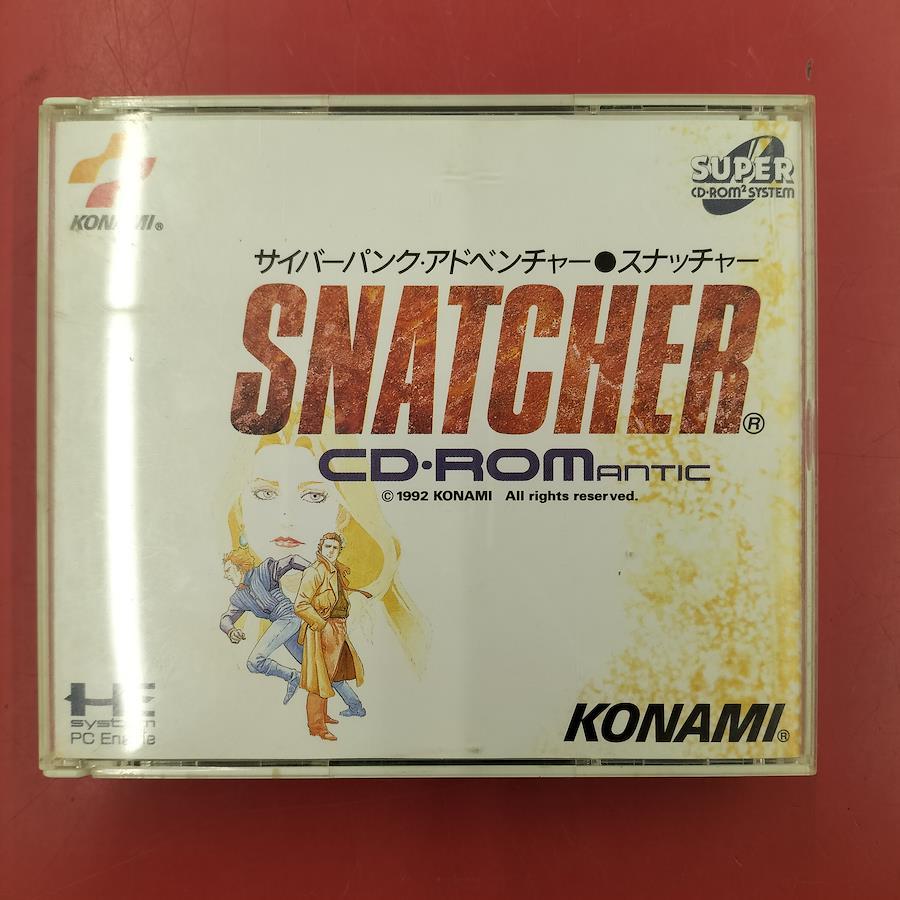 KONAMI®
SUPER
CD-ROM² SYSTEM
サイバーパンク・アドベンチャー●スナッチャー
SNATCHER®
CD・ROMANTIC
© 1992 KONAMI All rights reserved.
HE
system
PC Engine
KONAMI®